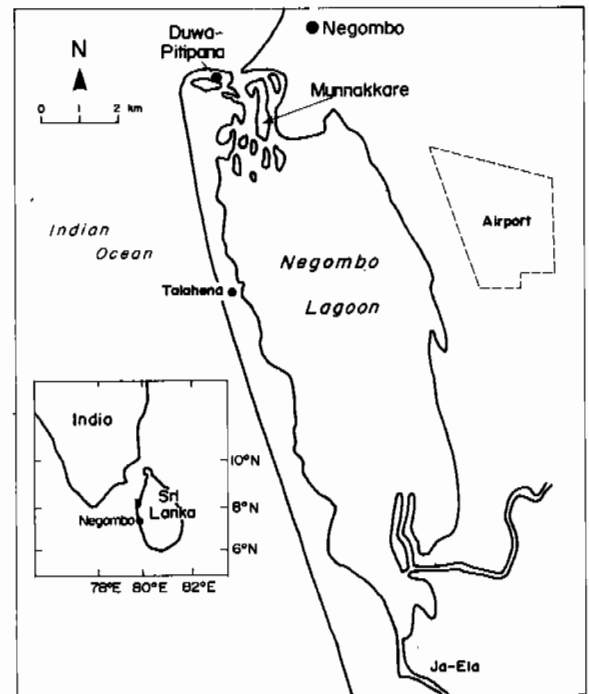 Duwa-
Pitipana
Negombo
N
Munnakkare
0 1 2 km
Airport
Indian
Ocean
Negombo
Lagoon
Talahena
India
Sri
Lanka
Negombo
10°N
8°N
6°N
78°E 80°E 82°E
Ja-Ela